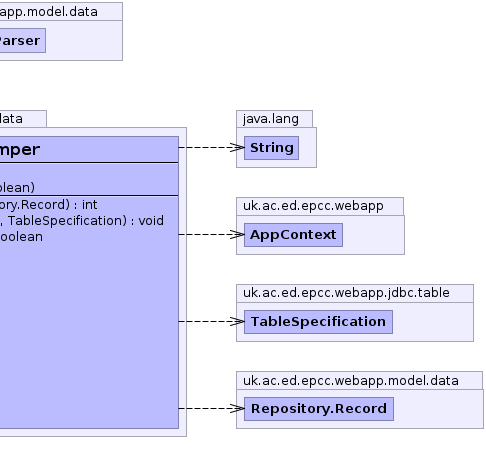 app.model.data
Parser
data
java.lang
mper
String
olean)
ory.Record) : int
, TableSpecification) : void
oolean
uk.ac.ed.epcc.webapp
AppContext
uk.ac.ed.epcc.webapp.jdbc.table
TableSpecification
uk.ac.ed.epcc.webapp.model.data
Repository.Record